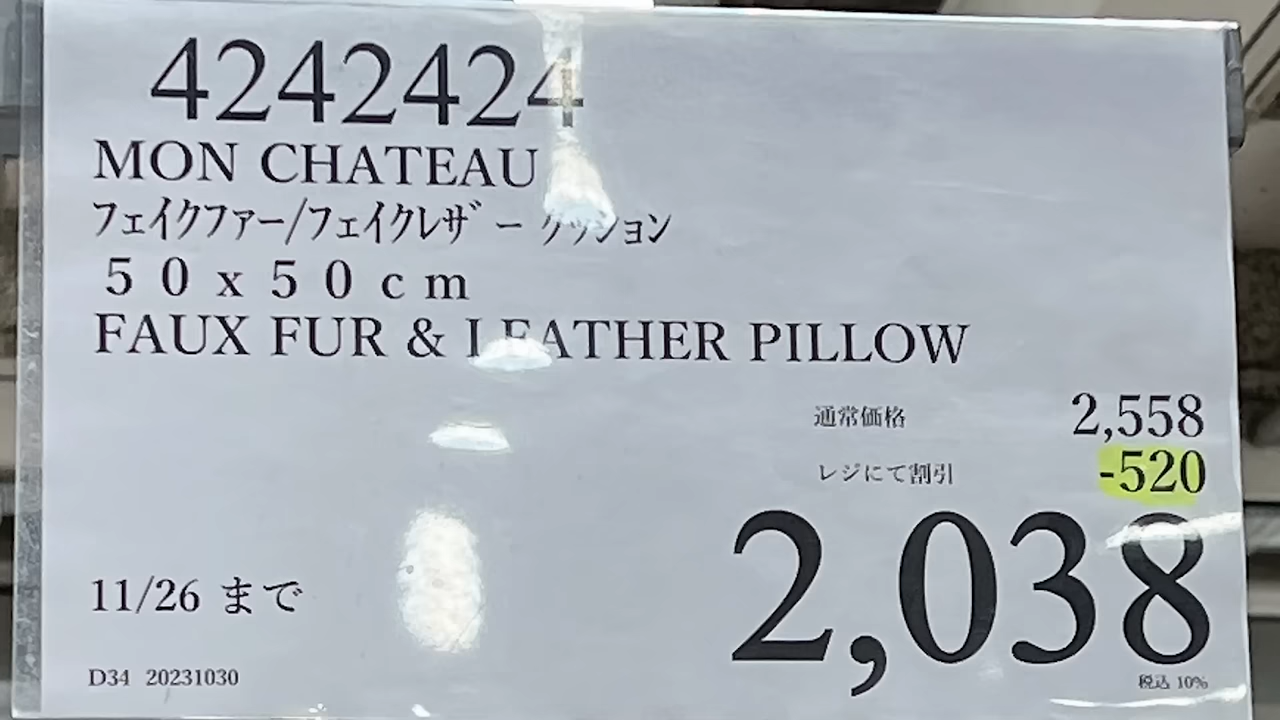 4242424
MON CHATEAU
フェイクファー/フェイクレザー クッション
50x50cm
FAUX FUR & LEATHER PILLOW
通常価格 2,558
レジにて割引 -520
2,038
11/26 まで
税込 10%
D34 20231030